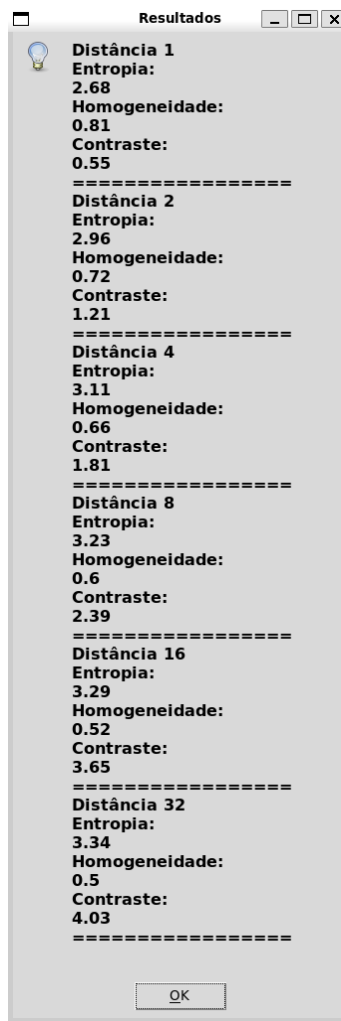 Resultados
Distância 1
Entropia:
2.68
Homogeneidade:
0.81
Contraste:
0.55
=================
Distância 2
Entropia:
2.96
Homogeneidade:
0.72
Contraste:
1.21
=================
Distância 4
Entropia:
3.11
Homogeneidade:
0.66
Contraste:
1.81
=================
Distância 8
Entropia:
3.23
Homogeneidade:
0.6
Contraste:
2.39
=================
Distância 16
Entropia:
3.29
Homogeneidade:
0.52
Contraste:
3.65
=================
Distância 32
Entropia:
3.34
Homogeneidade:
0.5
Contraste:
4.03
=================
OK